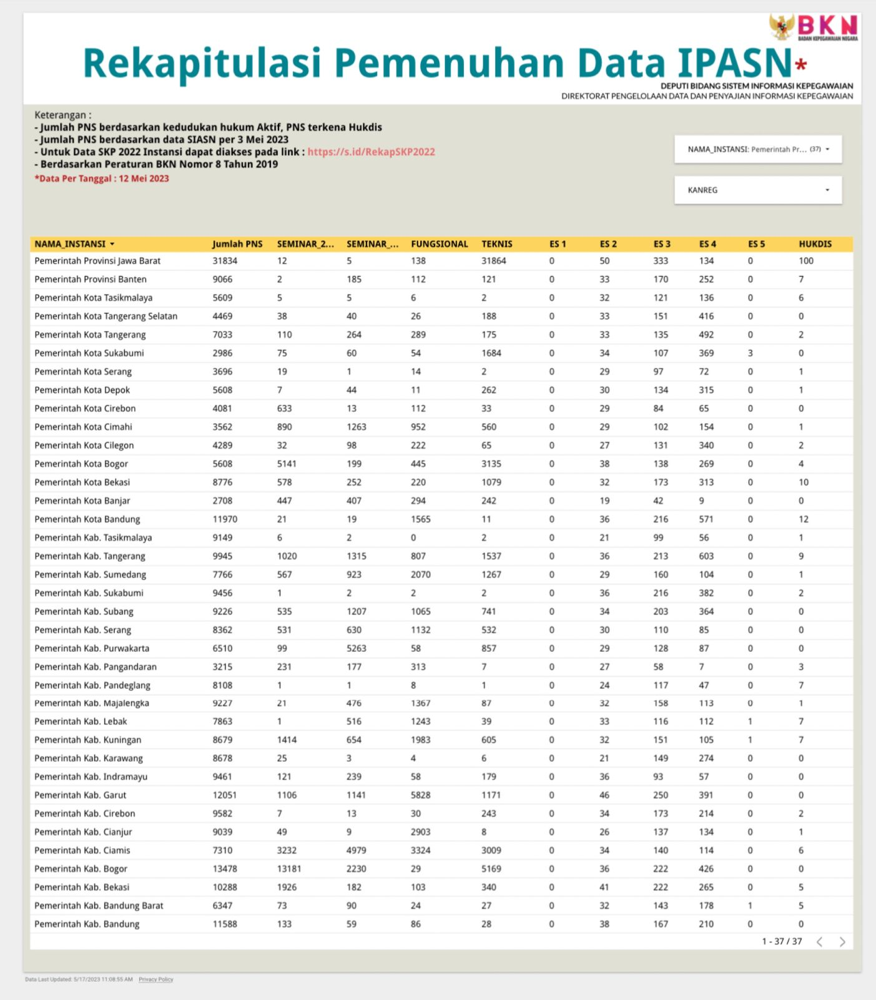 BKN
BADAN KEPEGAWAIAN NEGARA
Rekapitulasi Pemenuhan Data IPASN*
DEPUTI BIDANG SISTEM INFORMASI KEPEGAWAIAN
DIREKTORAT PENGELOLAAN DATA DAN PENYAJIAN INFORMASI KEPEGAWAIAN
Keterangan :
- Jumlah PNS berdasarkan kedudukan hukum Aktif, PNS terkena Hukdis
- Jumlah PNS berdasarkan data SIASN per 3 Mei 2023
- Untuk Data SKP 2022 Instansi dapat diakses pada link : https://s.id/RekapSKP2022
- Berdasarkan Peraturan BKN Nomor 8 Tahun 2019
*Data Per Tanggal : 12 Mei 2023
NAMA_INSTANSI: Pemerintah Pr... (37)
KANREG
NAMA_INSTANSI Jumlah PNS SEMINAR_2... SEMINAR_... FUNGSIONAL TEKNIS ES 1 ES 2 ES 3 ES 4 ES 5 HUKDIS
Pemerintah Provinsi Jawa Barat 31834 12 5 138 31864 0 50 333 134 0 100
Pemerintah Provinsi Banten 9066 2 185 112 121 0 33 170 252 0 7
Pemerintah Kota Tasikmalaya 5609 5 5 6 2 0 32 121 136 0 6
Pemerintah Kota Tangerang Selatan 4469 38 40 26 188 0 33 151 416 0 0
Pemerintah Kota Tangerang 7033 110 264 289 175 0 33 135 492 0 2
Pemerintah Kota Sukabumi 2986 75 60 54 1684 0 34 107 369 3 0
Pemerintah Kota Serang 3696 19 1 14 2 0 29 97 72 0 1
Pemerintah Kota Depok 5608 7 44 11 262 0 30 134 315 0 1
Pemerintah Kota Cirebon 4081 633 13 112 33 0 29 84 65 0 0
Pemerintah Kota Cimahi 3562 890 1263 952 560 0 29 102 154 0 1
Pemerintah Kota Cilegon 4289 32 98 222 65 0 27 131 340 0 2
Pemerintah Kota Bogor 5608 5141 199 445 3135 0 38 138 269 0 4
Pemerintah Kota Bekasi 8776 578 252 220 1079 0 32 173 313 0 10
Pemerintah Kota Banjar 2708 447 407 294 242 0 19 42 9 0 0
Pemerintah Kota Bandung 11970 21 19 1565 11 0 36 216 571 0 12
Pemerintah Kab. Tasikmalaya 9149 6 2 0 2 0 21 99 56 0 1
Pemerintah Kab. Tangerang 9945 1020 1315 807 1537 0 36 213 603 0 9
Pemerintah Kab. Sumedang 7766 567 923 2070 1267 0 29 160 104 0 1
Pemerintah Kab. Sukabumi 9456 1 2 2 2 0 36 216 382 0 2
Pemerintah Kab. Subang 9226 535 1207 1065 741 0 34 203 364 0 0
Pemerintah Kab. Serang 8362 531 630 1132 532 0 30 110 85 0 0
Pemerintah Kab. Purwakarta 6510 99 5263 58 857 0 29 128 87 0 0
Pemerintah Kab. Pangandaran 3215 231 177 313 7 0 27 58 7 0 3
Pemerintah Kab. Pandeglang 8108 1 1 8 1 0 24 117 47 0 7
Pemerintah Kab. Majalengka 9227 21 476 1367 87 0 32 158 113 0 1
Pemerintah Kab. Lebak 7863 1 516 1243 39 0 33 116 112 1 7
Pemerintah Kab. Kuningan 8679 1414 654 1983 605 0 32 151 105 1 7
Pemerintah Kab. Karawang 8678 25 3 4 6 0 21 149 274 0 0
Pemerintah Kab. Indramayu 9461 121 239 58 179 0 36 93 57 0 0
Pemerintah Kab. Garut 12051 1106 1141 5828 1171 0 46 250 391 0 0
Pemerintah Kab. Cirebon 9582 7 13 30 243 0 34 173 214 0 2
Pemerintah Kab. Cianjur 9039 49 9 2903 8 0 26 137 134 0 1
Pemerintah Kab. Ciamis 7310 3232 4979 3324 3009 0 34 140 114 0 6
Pemerintah Kab. Bogor 13478 13181 2230 29 5169 0 36 222 426 0 0
Pemerintah Kab. Bekasi 10288 1926 182 103 340 0 41 222 265 0 5
Pemerintah Kab. Bandung Barat 6347 73 90 24 27 0 32 143 178 1 5
Pemerintah Kab. Bandung 11588 133 59 86 28 0 38 167 210 0 0
1 - 37 / 37
Data Last Updated: 5/17/2023 11:08:55 AM Privacy Policy